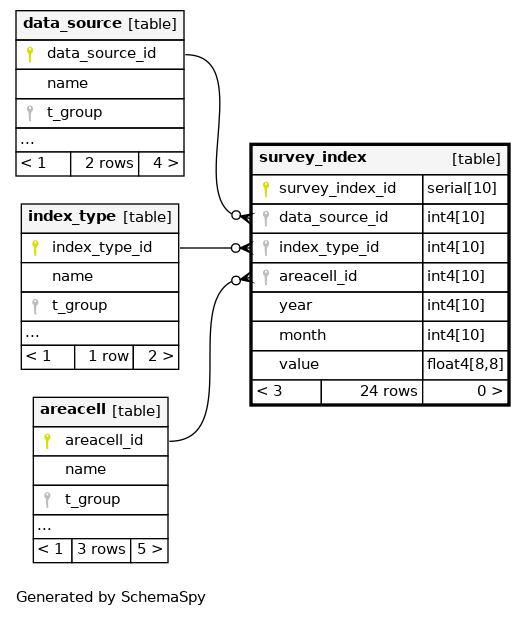 data_source [table]
data_source_id
name
t_group
...
< 1 2 rows 4 >
index_type [table]
index_type_id
name
t_group
...
< 1 1 row 2 >
areacell [table]
areacell_id
name
t_group
...
< 1 3 rows 5 >
survey_index [table]
survey_index_id serial[10]
data_source_id int4[10]
index_type_id int4[10]
areacell_id int4[10]
year int4[10]
month int4[10]
value float4[8,8]
< 3 24 rows 0 >
Generated by SchemaSpy